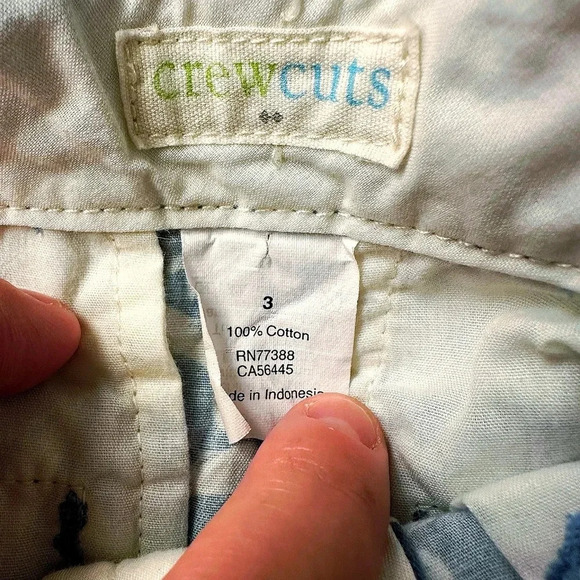 crewcuts
3
100% Cotton
RN77388
CA56445
de in Indonesia